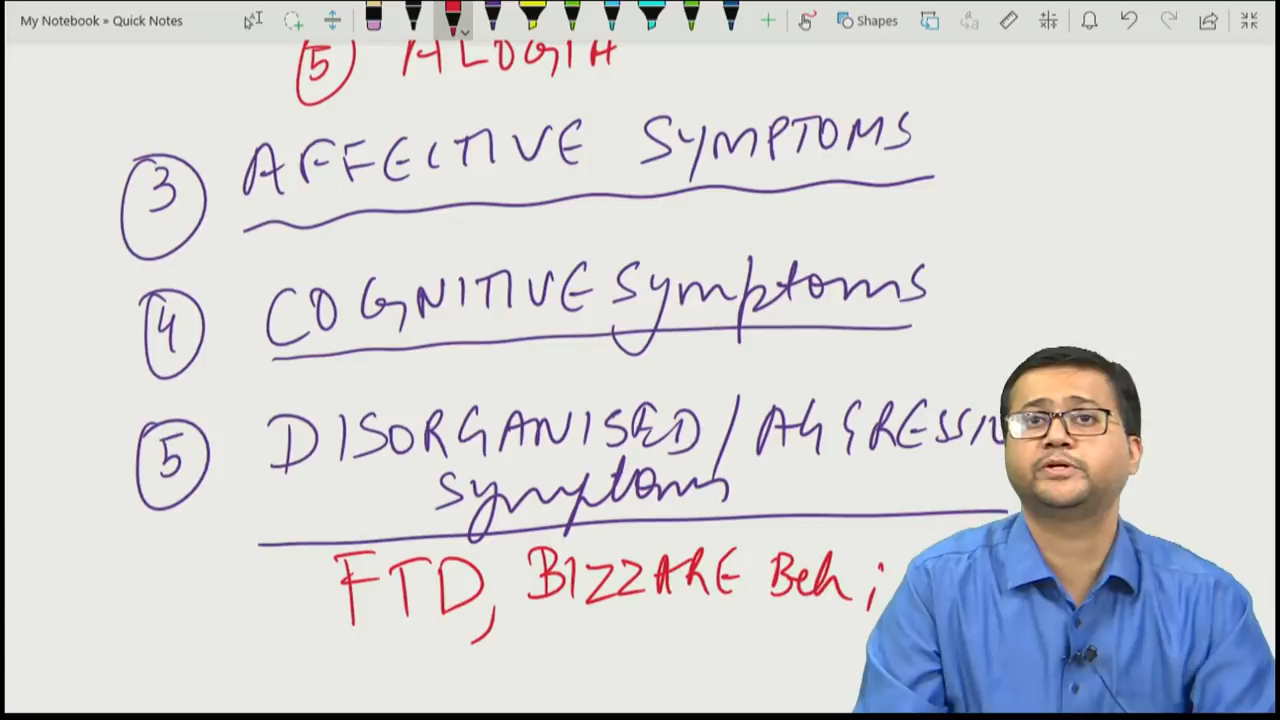 My Notebook » Quick Notes
Shapes
5 ALOGIA
3 AFFECTIVE SYMPTOMS
4 COGNITIVE Symptoms
5 DISORGANISED/AGGRESSIV
Symptoms
FTD, BIZZARE Beh ;